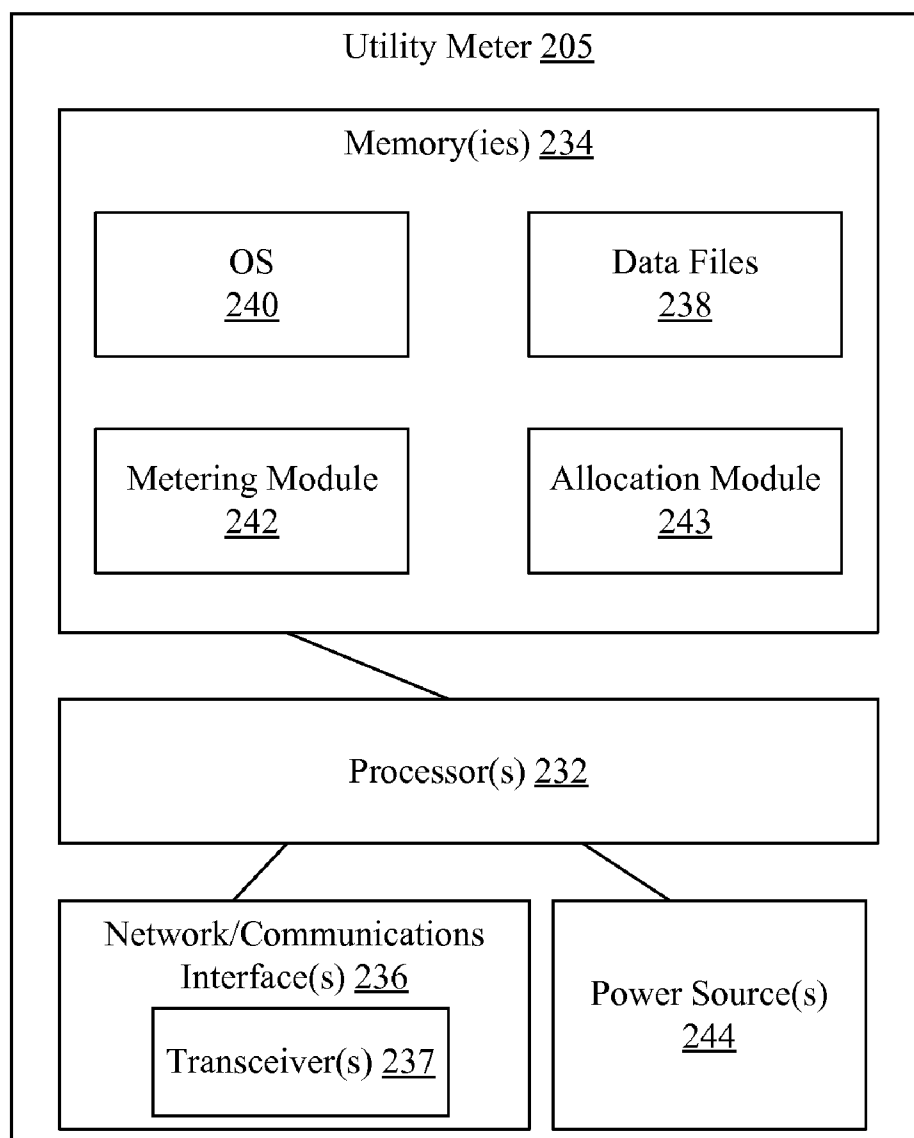 Utility Meter 205
Memory(ies) 234
OS
240
Data Files
238
Metering Module
242
Allocation Module
243
Processor(s) 232
Network/Communications
Interface(s) 236
Transceiver(s) 237
Power Source(s)
244